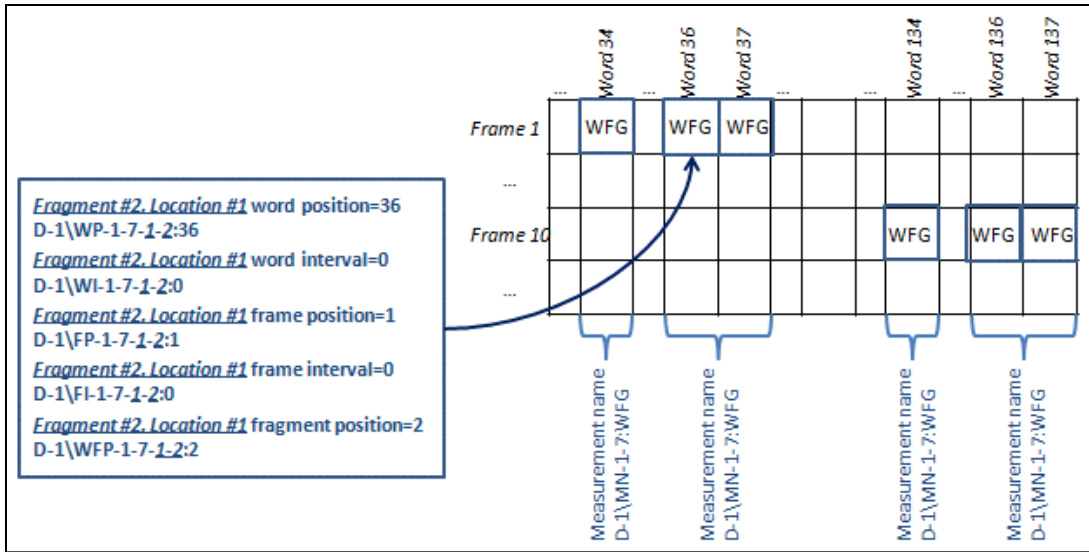 ... Word 34 ... Word 36 Word 37 ... ... Word 134 ... Word 136 Word 137
Frame 1 WFG WFG WFG
...
Frame 10 WFG WFG WFG
...
Fragment #2, Location #1 word position=36
D-1\WP-1-7-1-2:36
Fragment #2, Location #1 word interval=0
D-1\WI-1-7-1-2:0
Fragment #2, Location #1 frame position=1
D-1\FP-1-7-1-2:1
Fragment #2, Location #1 frame interval=0
D-1\FI-1-7-1-2:0
Fragment #2, Location #1 fragment position=2
D-1\WFP-1-7-1-2:2
Measurement name
D-1\MN-1-7:WFG
Measurement name
D-1\MN-1-7:WFG
Measurement name
D-1\MN-1-7:WFG
Measurement name
D-1\MN-1-7:WFG